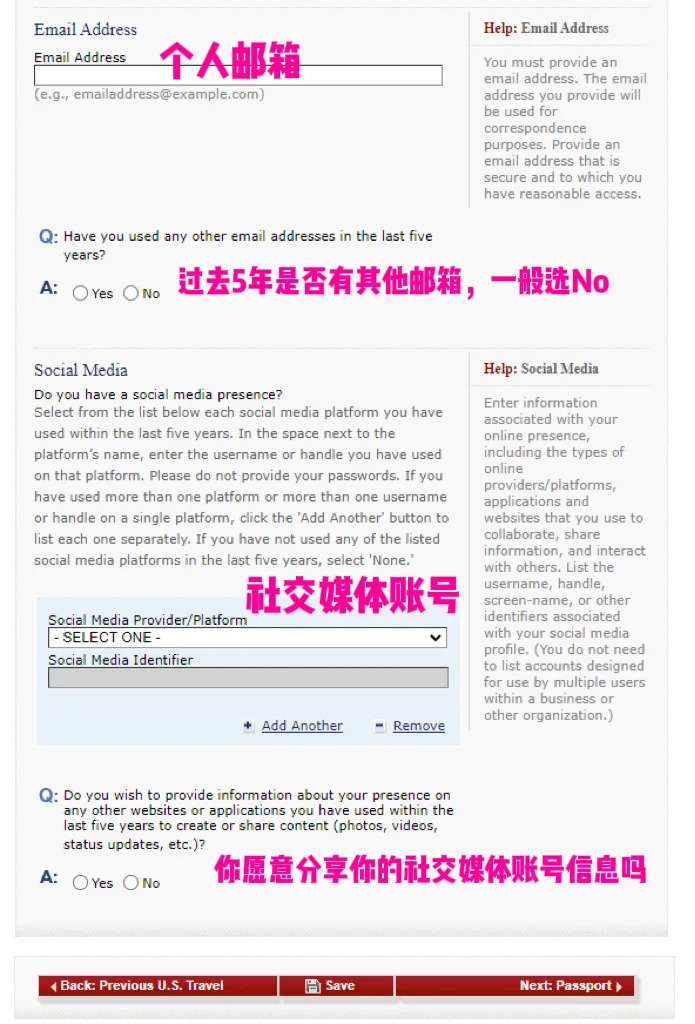 Email Address
Email Address
个人邮箱
(e.g., emailaddress@example.com)
Help: Email Address
You must provide an
email address. The email
address you provide will
be used for
correspondence
purposes. Provide an
email address that is
secure and to which you
have reasonable access.
Q: Have you used any other email addresses in the last five
years?
A: Yes No
过去5年是否有其他邮箱，一般选No
Social Media
Do you have a social media presence?
Select from the list below each social media platform you have
used within the last five years. In the space next to the
platform's name, enter the username or handle you have used
on that platform. Please do not provide your passwords. If you
have used more than one platform or more than one username
or handle on a single platform, click the 'Add Another' button to
list each one separately. If you have not used any of the listed
social media platforms in the last five years, select 'None.'
Help: Social Media
Enter information
associated with your
online presence,
including the types of
online
providers/platforms,
applications and
websites that you use to
collaborate, share
information, and interact
with others. List the
username, handle,
screen-name, or other
identifiers associated
with your social media
profile. (You do not need
to list accounts designed
for use by multiple users
within a business or
other organization.)
社交媒体账号
Social Media Provider/Platform
- SELECT ONE -
Social Media Identifier
Add Another Remove
Q: Do you wish to provide information about your presence on
any other websites or applications you have used within the
last five years to create or share content (photos, videos,
status updates, etc.)?
A: Yes No
你愿意分享你的社交媒体账号信息吗
Back: Previous U.S. Travel Save Next: Passport